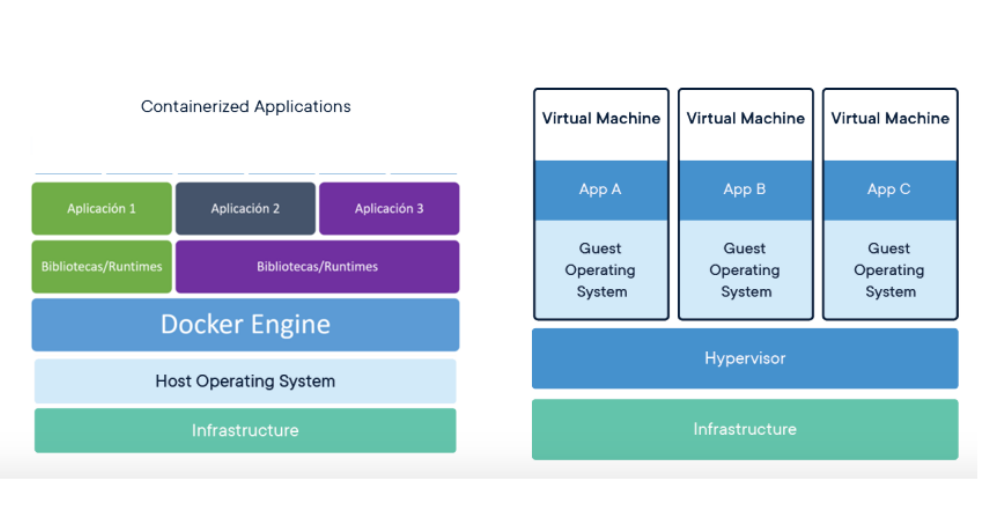 Containerized Applications
Aplicación 1
Aplicación 2
Aplicación 3
Bibliotecas/Runtimes
Bibliotecas/Runtimes
Docker Engine
Host Operating System
Infrastructure
Virtual Machine
App A
Guest
Operating
System
Virtual Machine
App B
Guest
Operating
System
Virtual Machine
App C
Guest
Operating
System
Hypervisor
Infrastructure